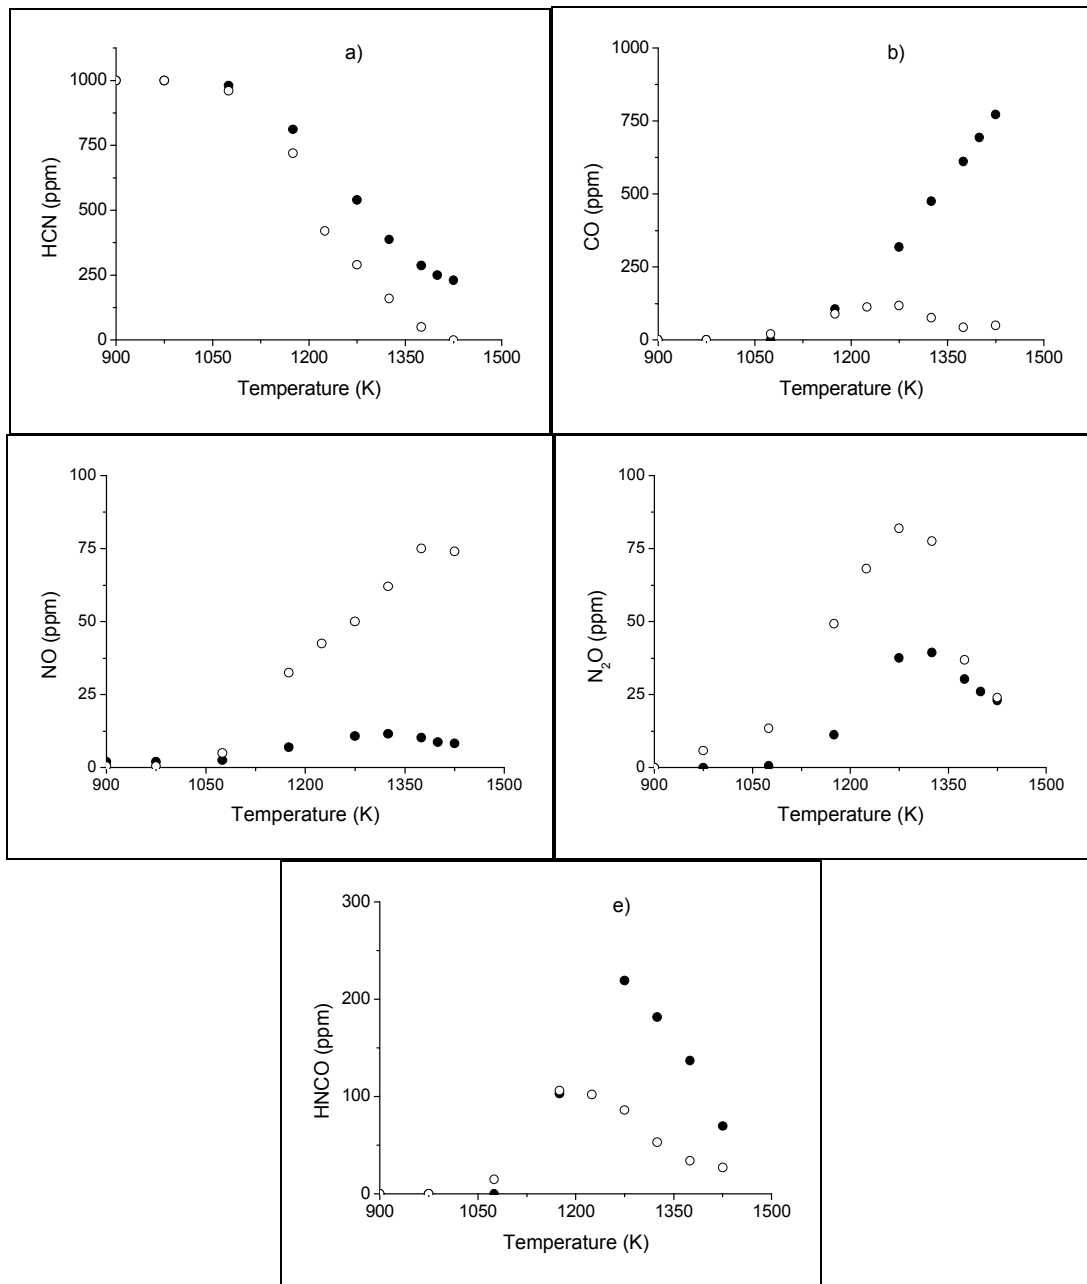 a)
1000
750
500
250
0
HCN (ppm)
900 1050 1200 1350 1500
Temperature (K)
b)
1000
750
500
250
0
CO (ppm)
900 1050 1200 1350 1500
Temperature (K)
100
75
50
25
0
NO (ppm)
900 1050 1200 1350 1500
Temperature (K)
100
75
50
25
0
N₂O (ppm)
900 1050 1200 1350 1500
Temperature (K)
e)
300
200
100
0
HNCO (ppm)
900 1050 1200 1350 1500
Temperature (K)